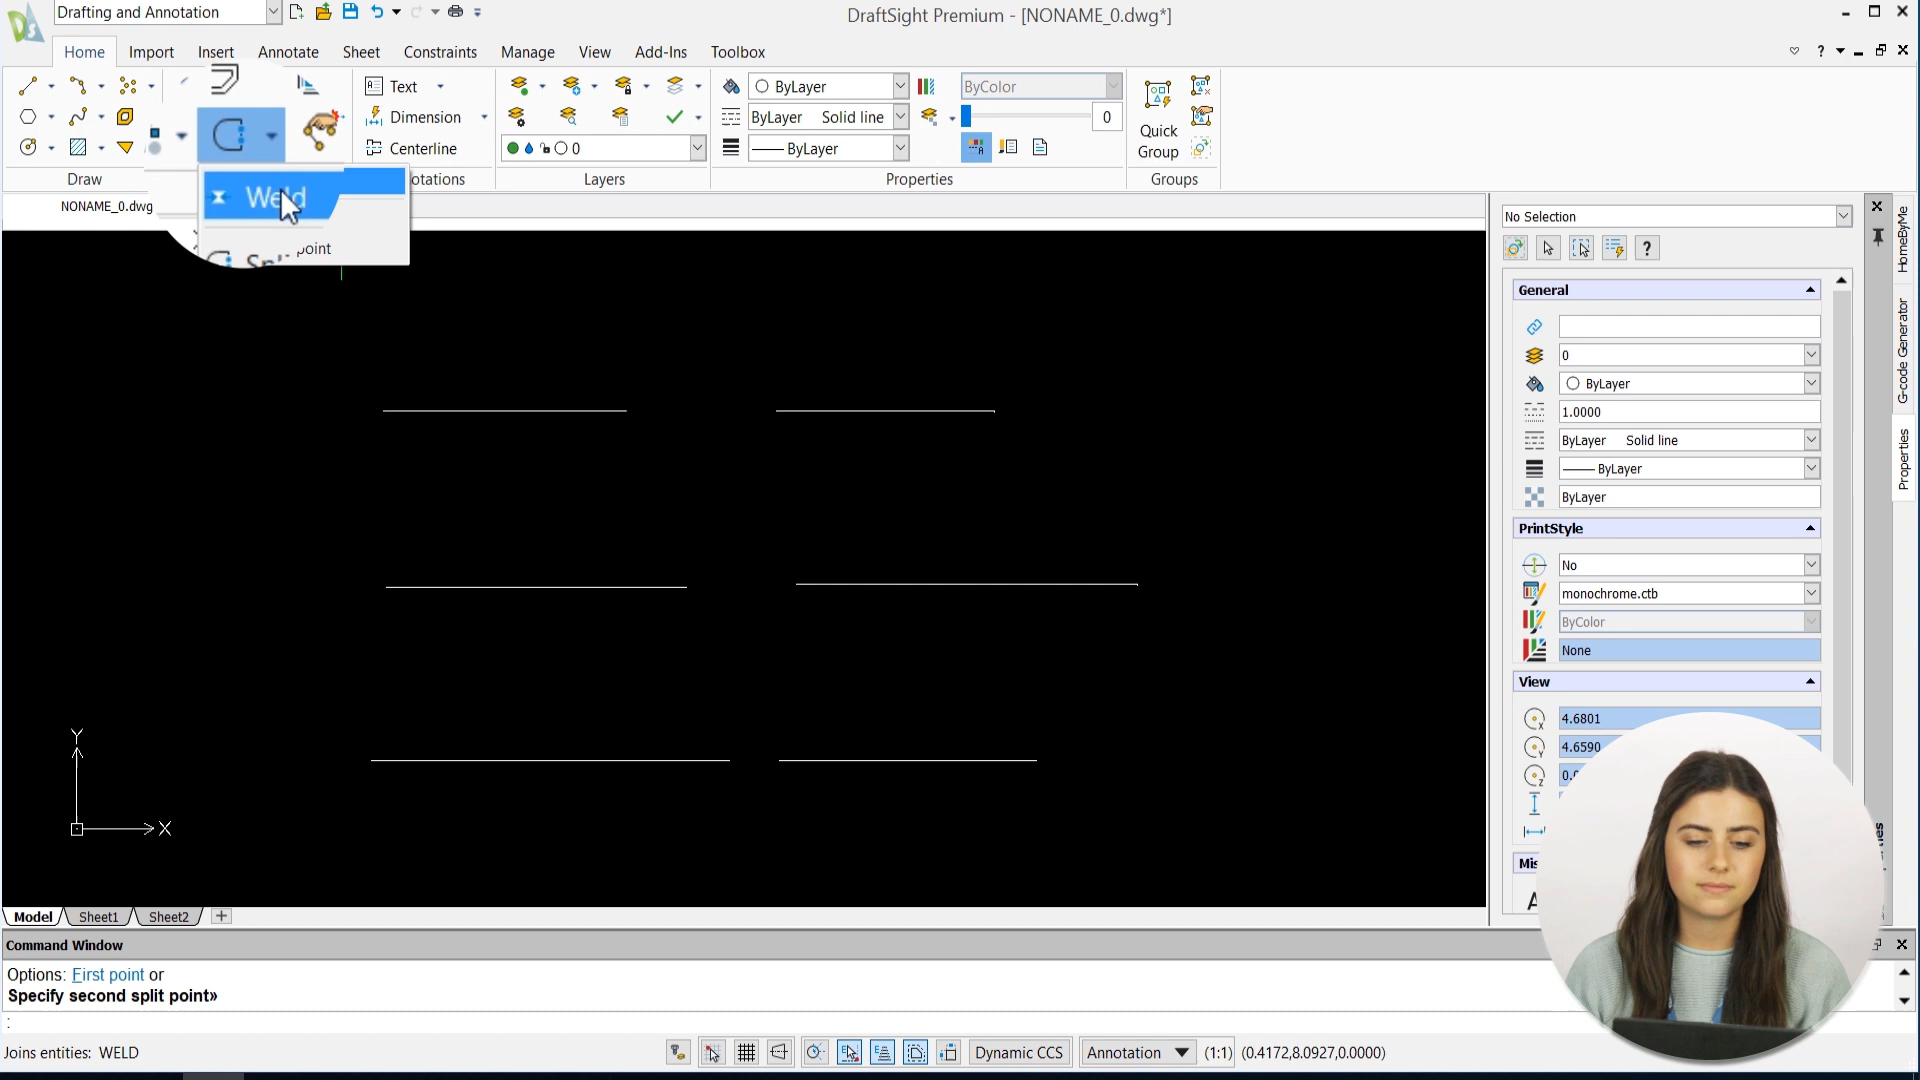 Drafting and Annotation
DraftSight Premium - [NONAME_0.dwg*]
Home Import Insert Annotate Sheet Constraints Manage View Add-Ins Toolbox
Text
Dimension
Centerline
ByLayer
ByLayer Solid line
ByLayer
ByColor
0
0
Quick
Group
Draw
otations
Layers
Properties
Groups
Weld
point
NONAME_0.dwg
No Selection
General
0
ByLayer
1.0000
ByLayer Solid line
ByLayer
ByLayer
PrintStyle
No
monochrome.ctb
ByColor
None
View
4.6801
4.6590
Mis
HomeByMe
G-code Generator
Properties
Y
X
Model Sheet1 Sheet2
Command Window
Options: First point or
Specify second split point»
:
Joins entities: WELD
Dynamic CCS
Annotation
(1:1)
(0.4172,8.0927,0.0000)